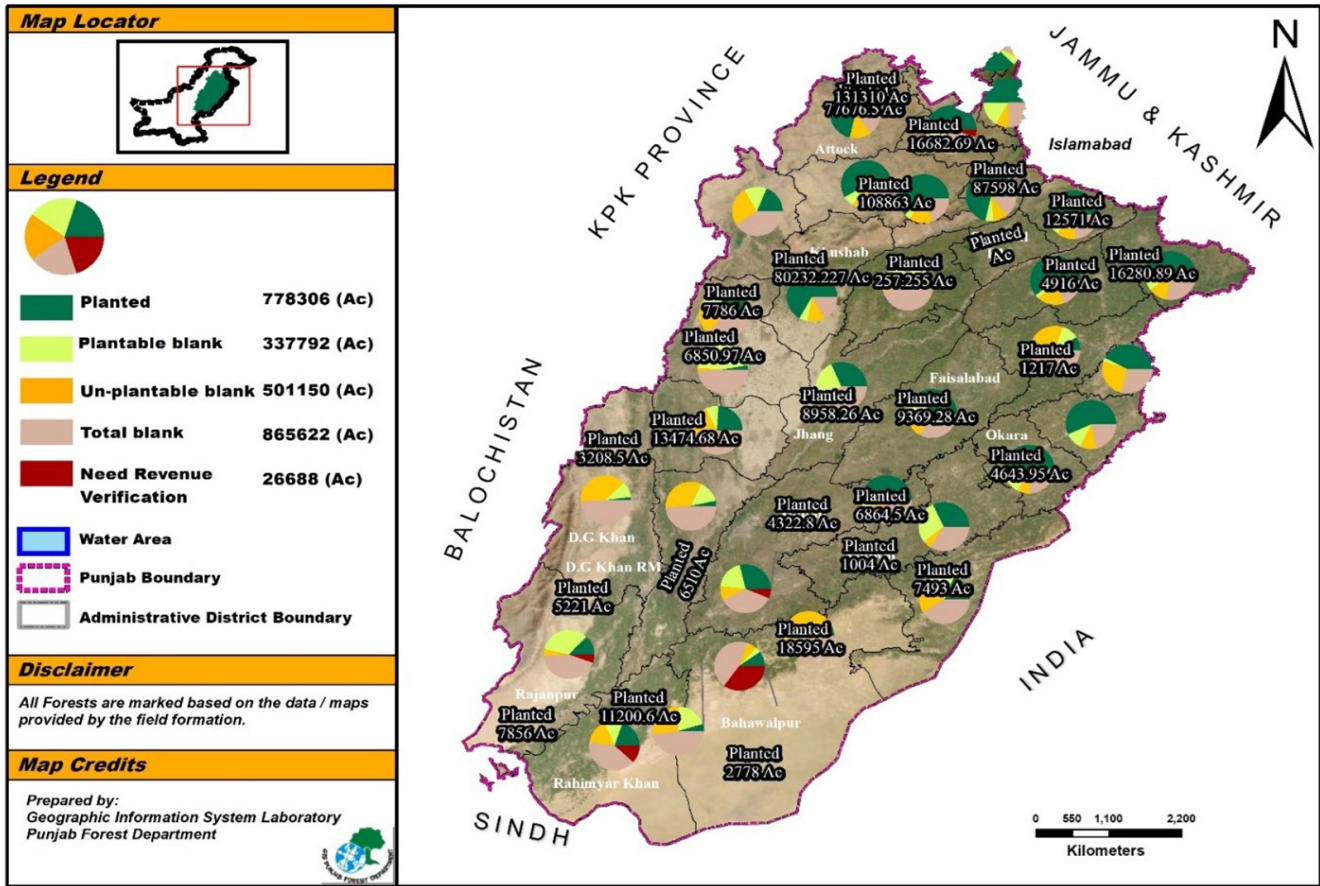 Map Locator
Legend
Planted 778306 (Ac)
Plantable blank 337792 (Ac)
Un-plantable blank 501150 (Ac)
Total blank 865622 (Ac)
Need Revenue
Verification 26688 (Ac)
Water Area
Punjab Boundary
Administrative District Boundary
Disclaimer
All Forests are marked based on the data / maps
provided by the field formation.
Map Credits
Prepared by:
Geographic Information System Laboratory
Punjab Forest Department
GIS PUNJAB FOREST DEPARTMENT
KPK PROVINCE
JAMMU & KASHMIR
N
Islamabad
Planted
131310 Ac
77676.5 Ac
Attock
Planted
16682.69 Ac
Planted
108863 Ac
Planted
87598 Ac
Planted
12571 Ac
Planted
Ac
Planted
16280.89 Ac
Khushab
Planted
80232.227 Ac
Planted
257.255 Ac
Planted
4916 Ac
Planted
7786 Ac
Planted
6850.97 Ac
Planted
1217 Ac
Faisalabad
Planted
8958.26 Ac
Planted
9369.28 Ac
Jhang
Okara
Planted
13474.68 Ac
Planted
3208.5 Ac
Planted
4643.95 Ac
BALOCHISTAN
D.G Khan
D.G Khan RM
Planted
4322.8 Ac
Planted
6864.5 Ac
Planted
6510 Ac
Planted
1004 Ac
Planted
7493 Ac
Planted
5221 Ac
Planted
18595 Ac
INDIA
Rajanpur
Planted
7856 Ac
Planted
11200.6 Ac
Bahawalpur
Planted
2778 Ac
Rahimyar Khan
SINDH
0 550 1,100 2,200
Kilometers